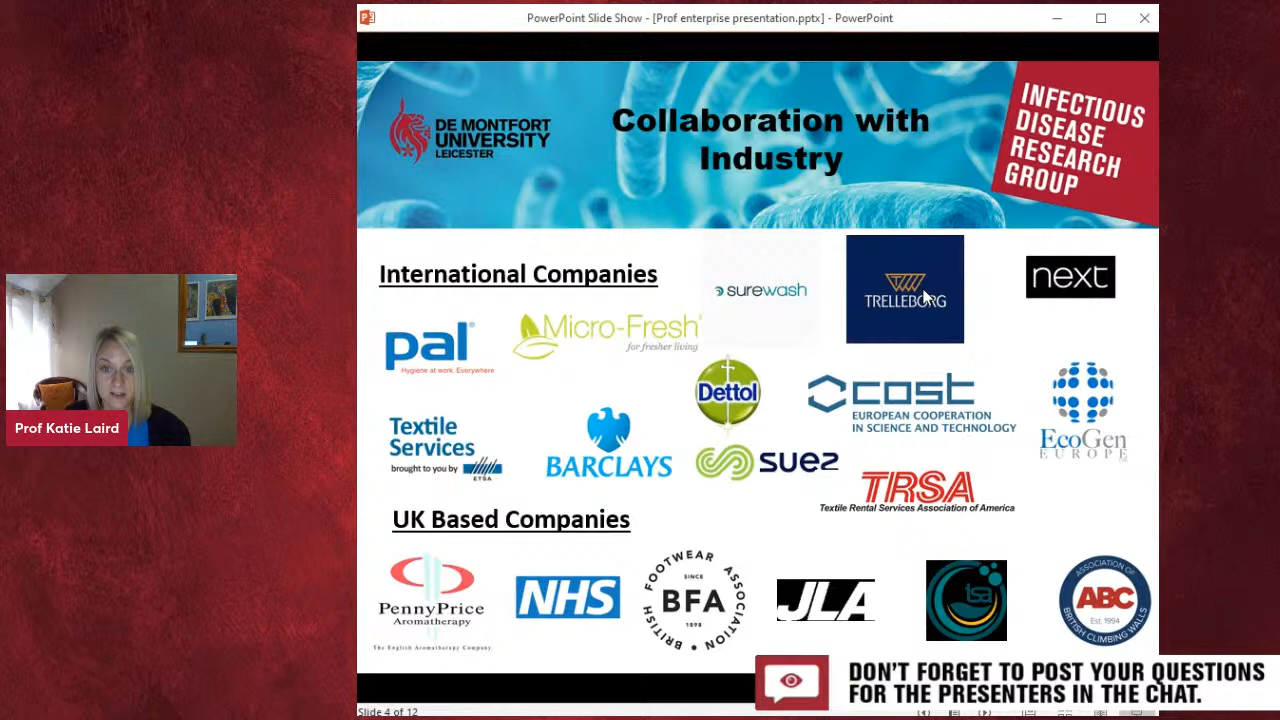 PowerPoint Slide Show - [Prof enterprise presentation.pptx] - PowerPoint
DE MONTFORT
UNIVERSITY
LEICESTER
Collaboration with
Industry
INFECTIOUS
DISEASE
RESEARCH
GROUP
International Companies
surewash
TRELLEBORG
next
pal
Hygiene at work. Everywhere
Micro-Fresh
for fresher living
Dettol
COST
EUROPEAN COOPERATION
IN SCIENCE AND TECHNOLOGY
EcoGen
EUROPE
Textile
Services
brought to you by
ETSA
BARCLAYS
suez
TRSA
Textile Rental Services Association of America
UK Based Companies
PennyPrice
Aromatherapy
The English Aromatherapy Company
NHS
BRITISH FOOTWEAR ASSOCIATION
SINCE
BFA
1898
JLA
tsa
ASSOCIATION OF
ABC
Est. 1994
BRITISH CLIMBING WALLS
Prof Katie Laird
DON'T FORGET TO POST YOUR QUESTIONS
FOR THE PRESENTERS IN THE CHAT.
Slide 4 of 12